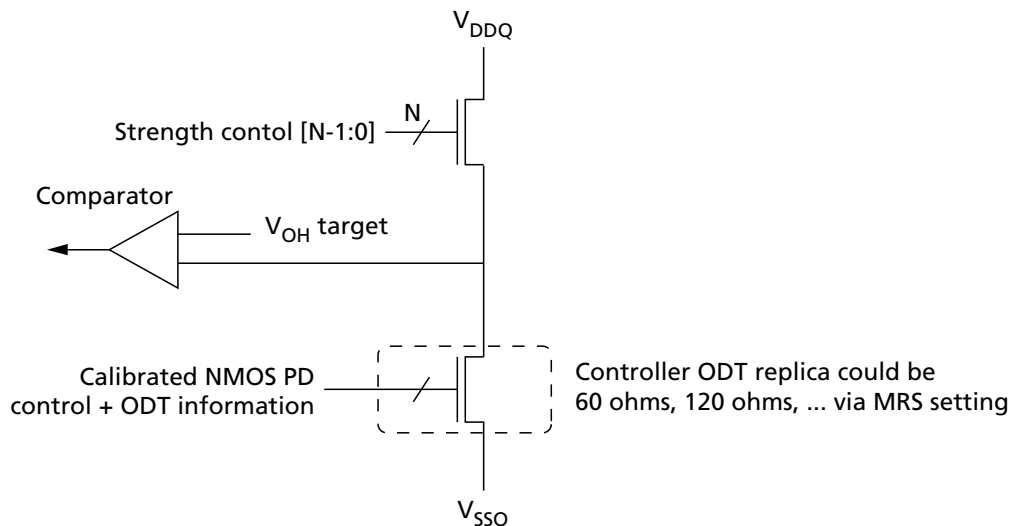 VDDQ
N
Strength contol [N-1:0]
Comparator
VOH target
Calibrated NMOS PD
control + ODT information
Controller ODT replica could be
60 ohms, 120 ohms, ... via MRS setting
VSSQ